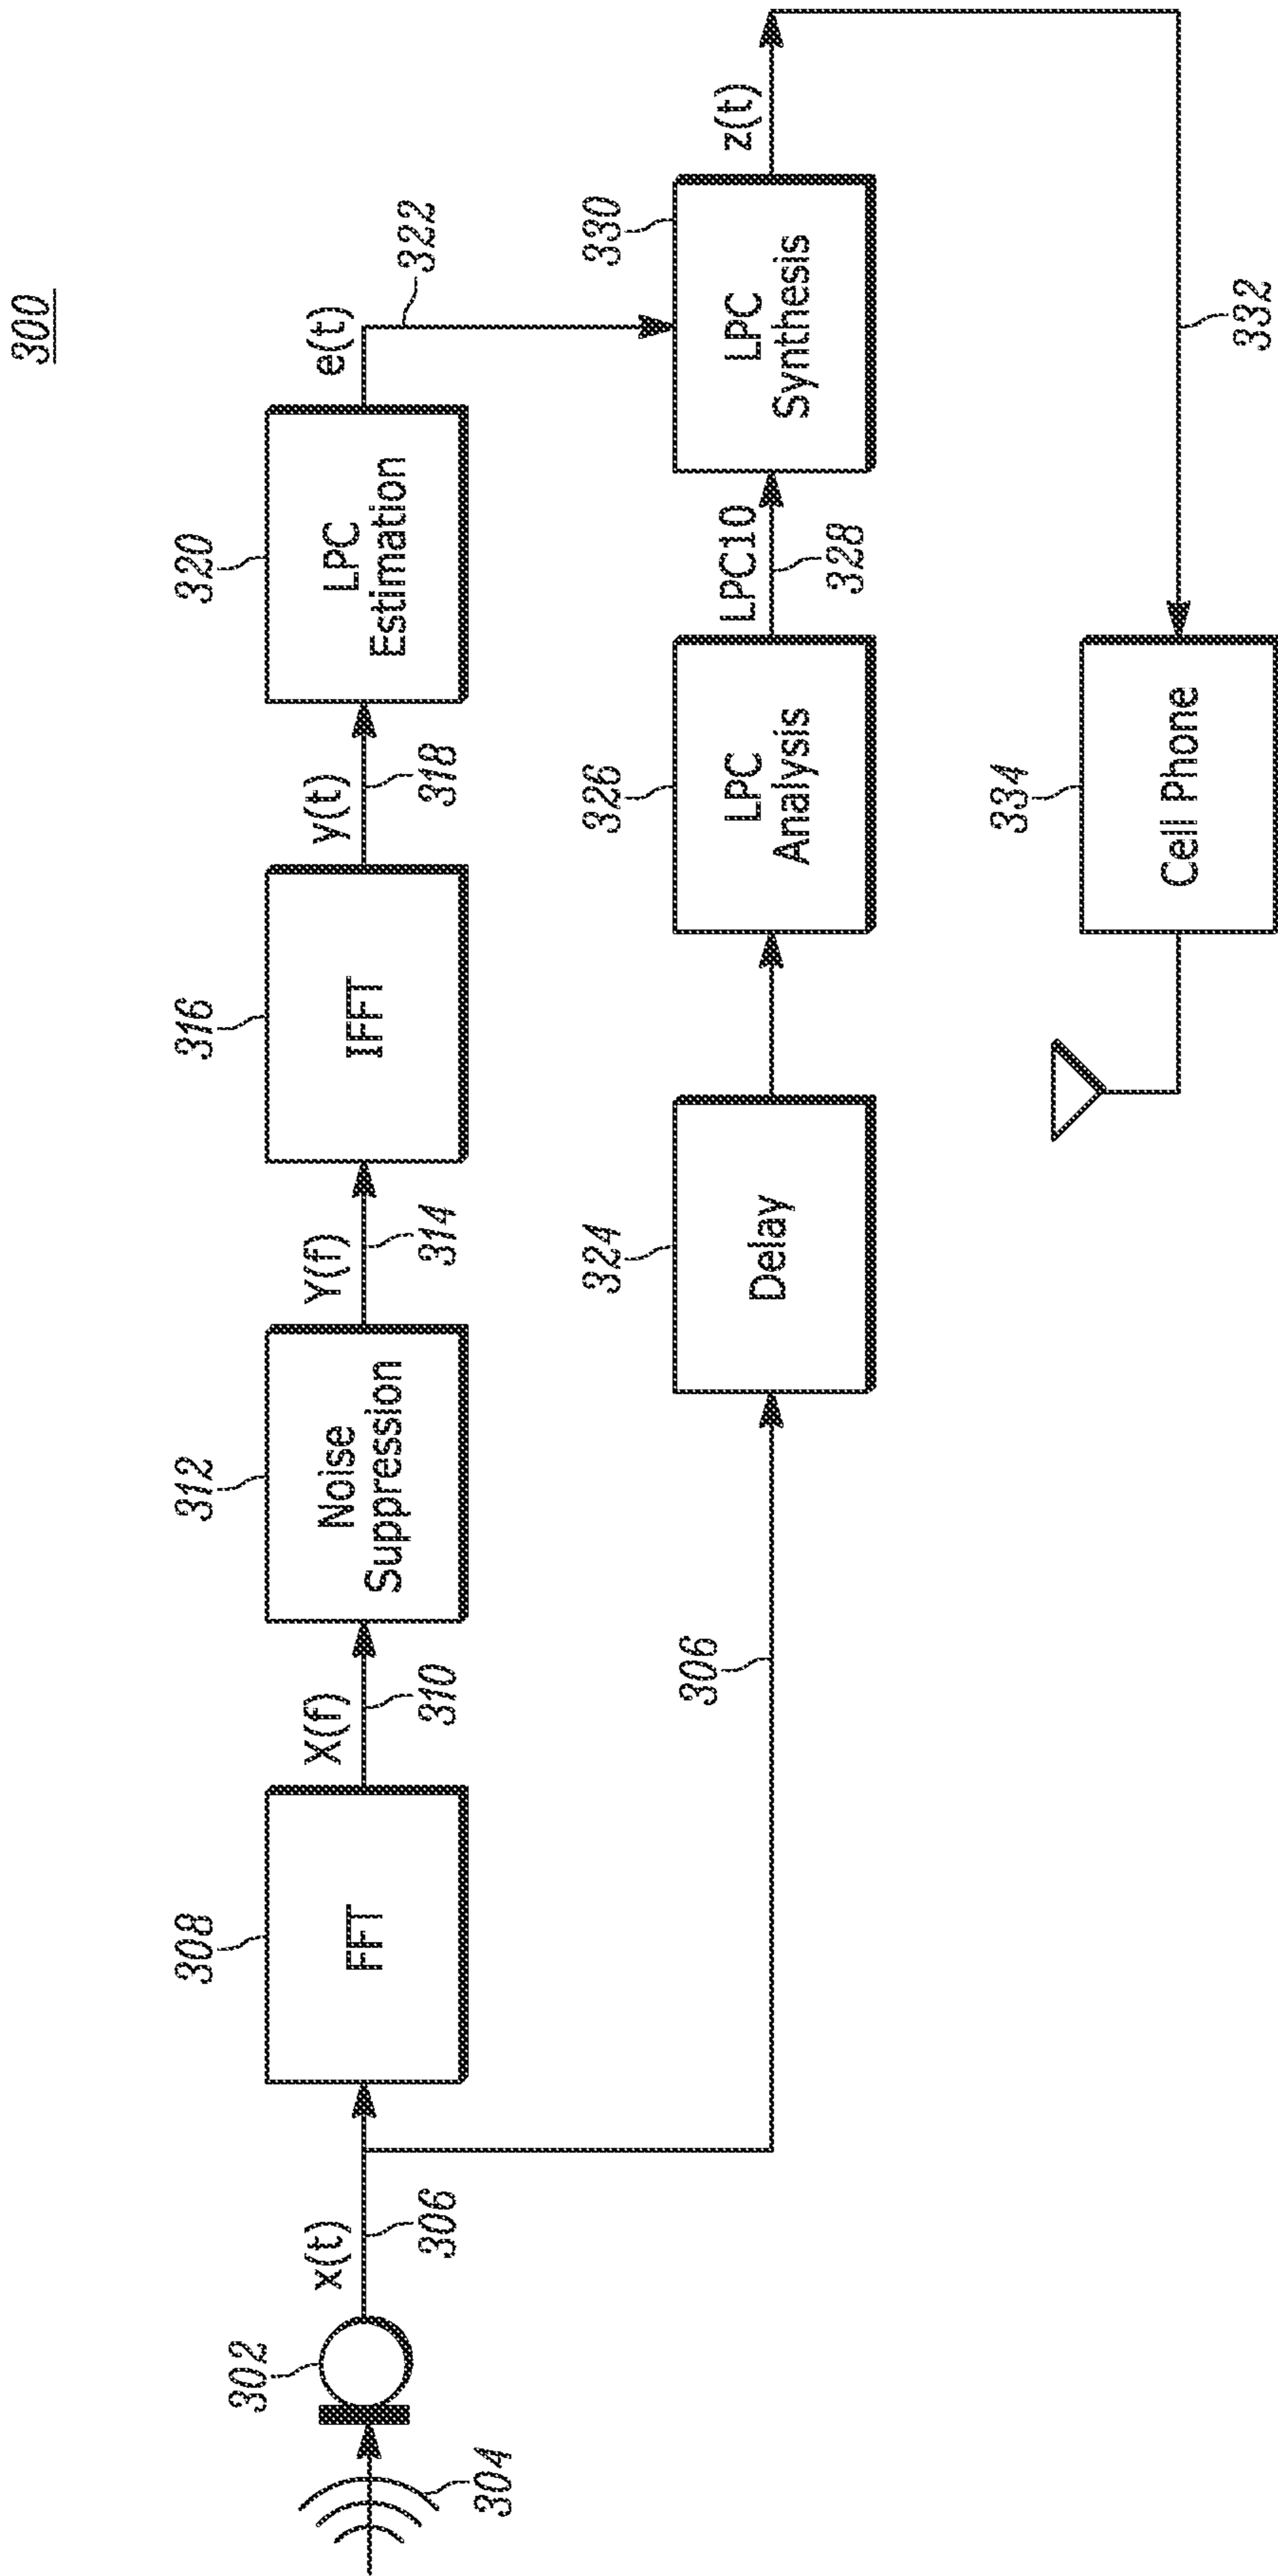 300
302
304
x(t)
306
308
FFT
X(f)
310
312
Noise
Suppression
Y(f)
314
316
IFFT
y(t)
318
320
LPC
Estimation
e(t)
322
306
324
Delay
326
LPC
Analysis
LPC10
328
330
LPC
Synthesis
z(t)
332
334
Cell Phone